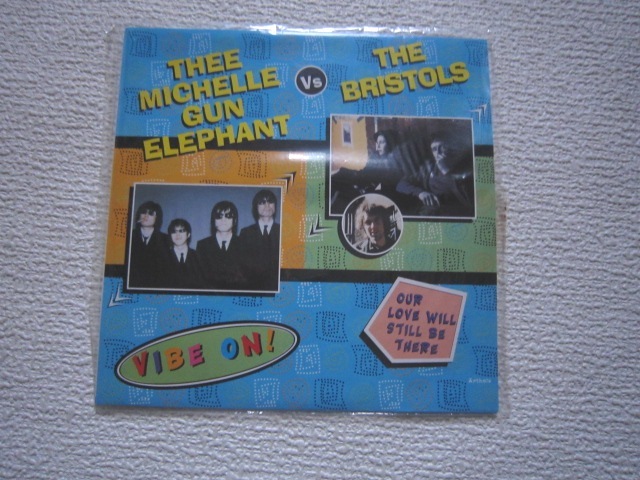 THEE
MICHELLE
GUN
ELEPHANT
Vs
THE
BRISTOLS
VIBE ON!
OUR
LOVE WILL
STILL BE
THERE